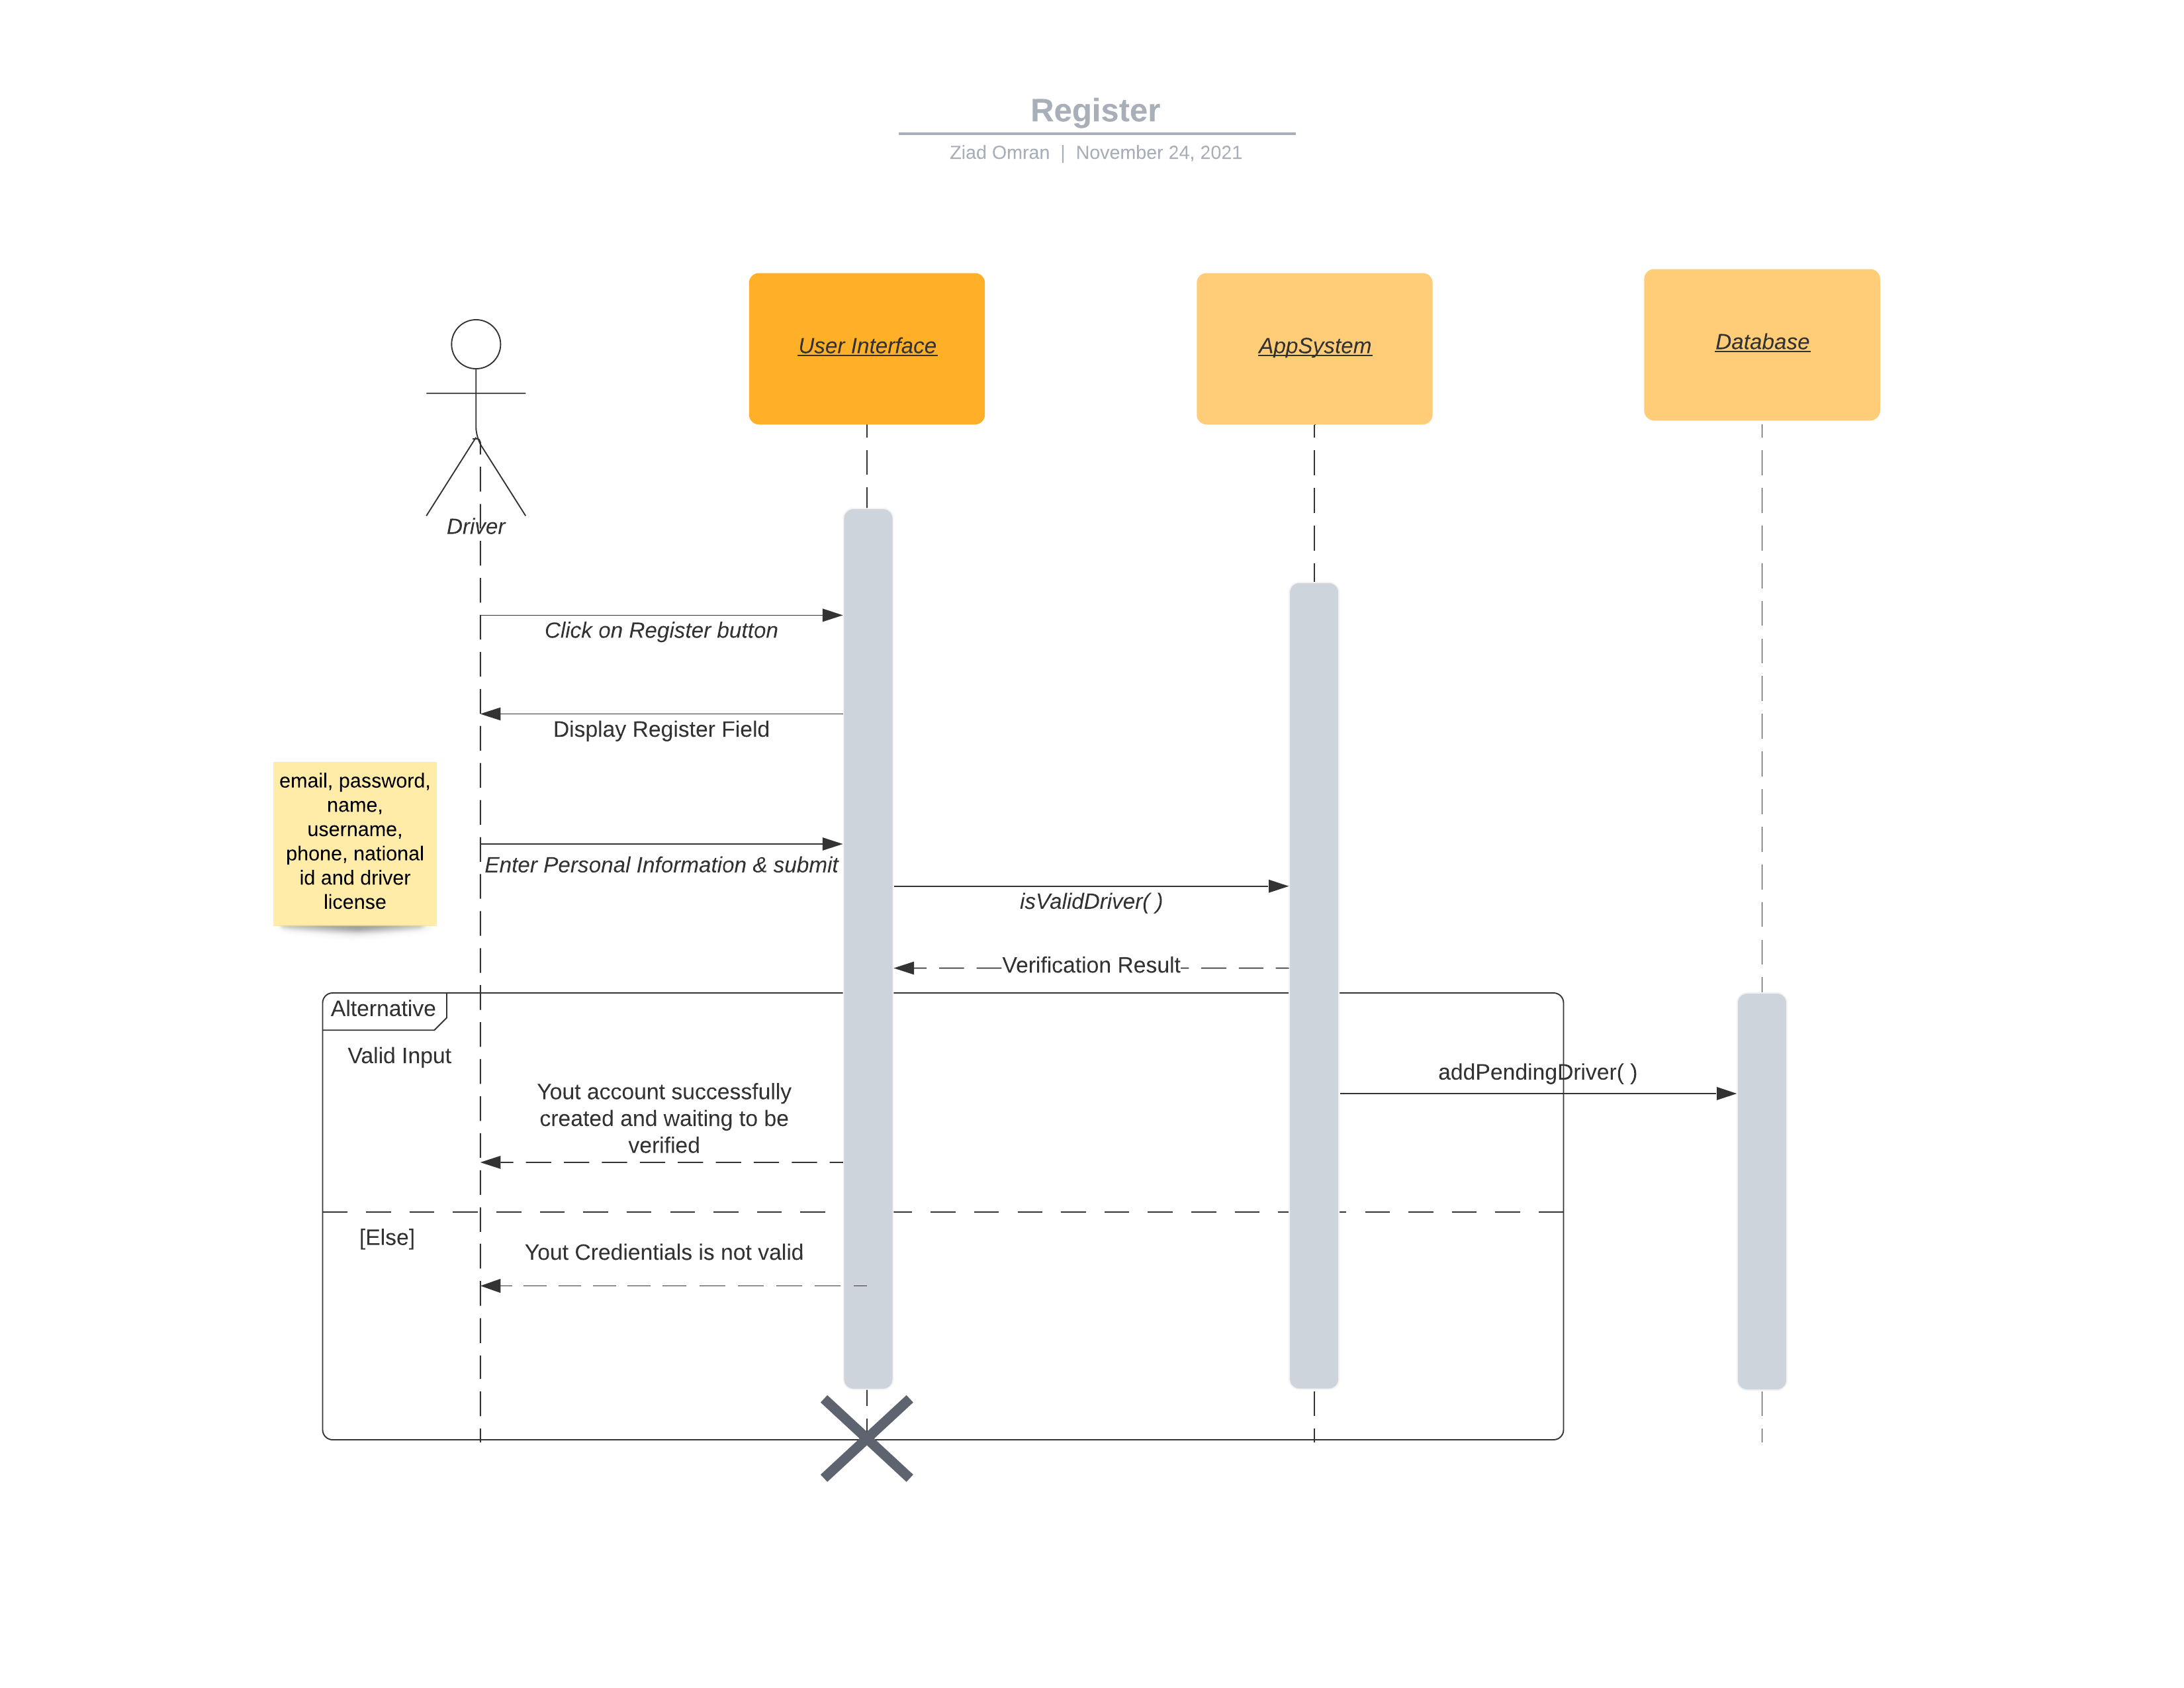 Register
Ziad Omran | November 24, 2021
User Interface
AppSystem
Database
Driver
Click on Register button
Display Register Field
email, password,
name,
username,
phone, national
id and driver
license
Enter Personal Information & submit
isValidDriver( )
Verification Result
Alternative
Valid Input
addPendingDriver( )
Yout account successfully
created and waiting to be
verified
[Else]
Yout Credientials is not valid